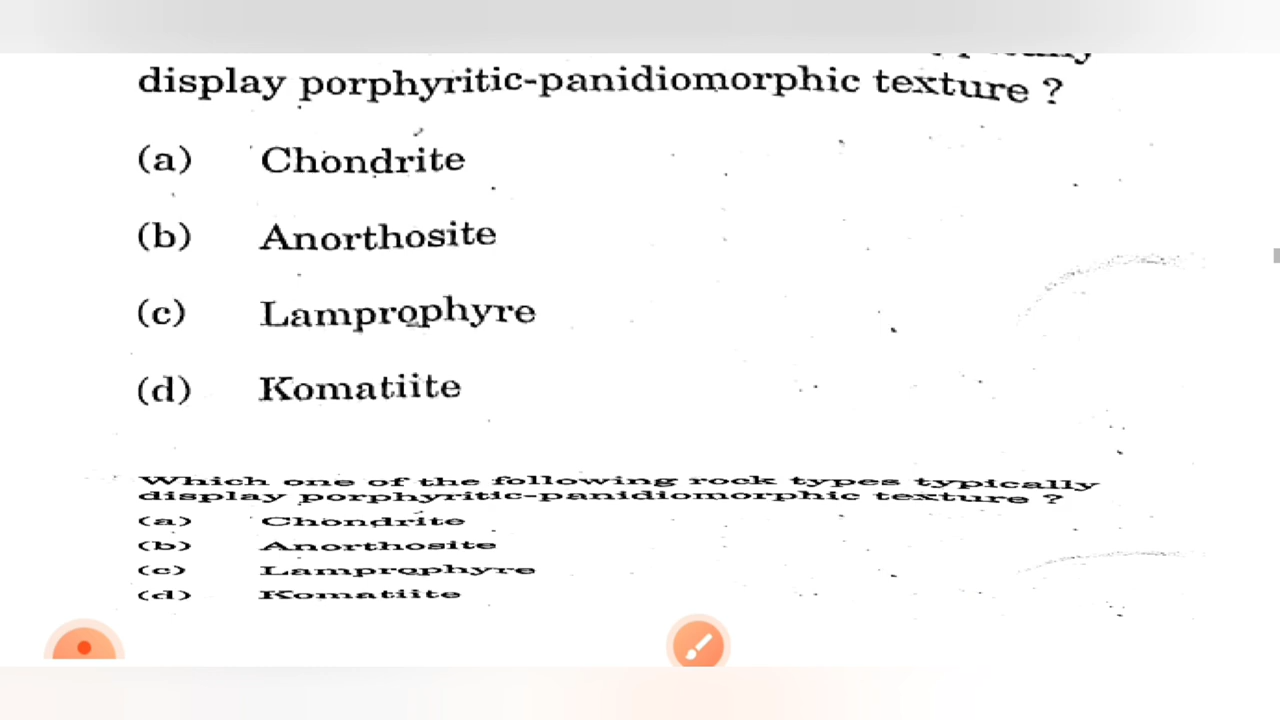 display porphyritic-panidiomorphic texture ?
(a) Chondrite
(b) Anorthosite
(c) Lamprophyre
(d) Komatiite
Which one of the following rock types typically
display porphyritic-panidiomorphic texture ?
(a) Chondrite
(b) Anorthosite
(c) Lamprophyre
(d) Komatiite